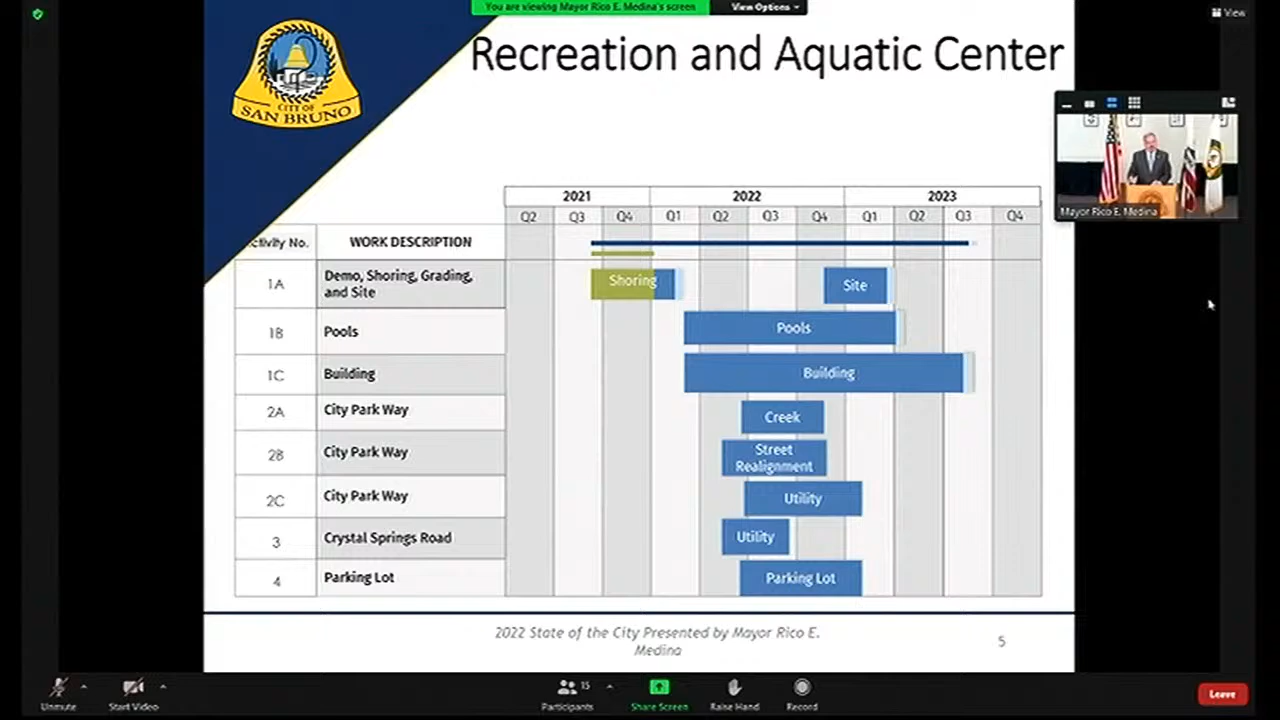 You are viewing Mayor Rico E. Medina's screen
View Options
View
Recreation and Aquatic Center
CITY OF
SAN BRUNO
Mayor Rico E. Medina
2021
2022
2023
Q2
Q3
Q4
Q1
Q2
Q3
Q4
Q1
Q2
Q3
Q4
ctivity No.
WORK DESCRIPTION
1A
Demo, Shoring, Grading,
and Site
Shoring
Site
1B
Pools
Pools
1C
Building
Building
2A
City Park Way
Creek
2B
City Park Way
Street
Realignment
2C
City Park Way
Utility
3
Crystal Springs Road
Utility
4
Parking Lot
Parking Lot
2022 State of the City Presented by Mayor Rico E.
Medina
5
Unmute
Start Video
15
Participants
Share Screen
Raise Hand
Record
Leave